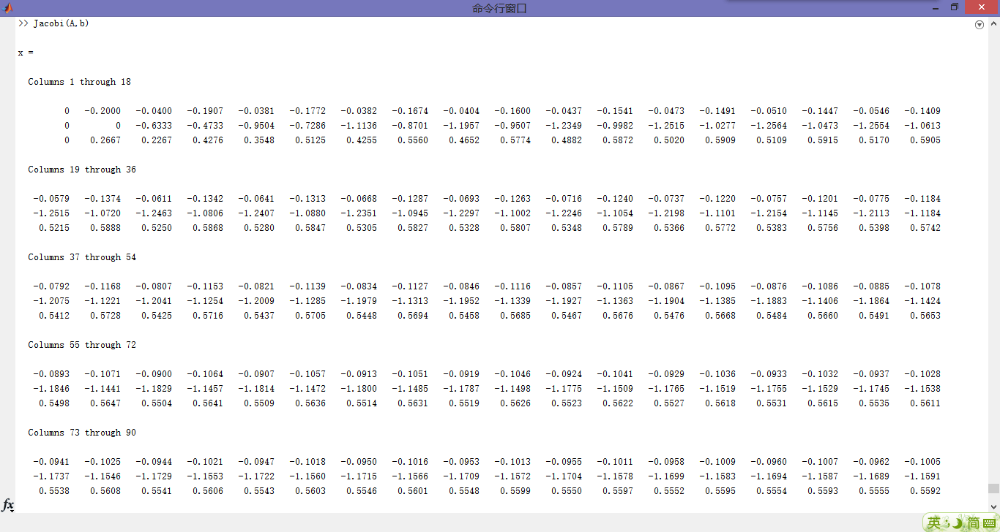 命令行窗口
>> Jacobi(A,b)
x =
Columns 1 through 18
0 -0.2000 -0.0400 -0.1907 -0.0381 -0.1772 -0.0382 -0.1674 -0.0404 -0.1600 -0.0437 -0.1541 -0.0473 -0.1491 -0.0510 -0.1447 -0.0546 -0.1409
0 0 -0.6333 -0.4733 -0.9504 -0.7286 -1.1136 -0.8701 -1.1957 -0.9507 -1.2349 -0.9982 -1.2515 -1.0277 -1.2564 -1.0473 -1.2554 -1.0613
0 0.2667 0.2267 0.4276 0.3548 0.5125 0.4255 0.5560 0.4652 0.5774 0.4882 0.5872 0.5020 0.5909 0.5109 0.5915 0.5170 0.5905
Columns 19 through 36
-0.0579 -0.1374 -0.0611 -0.1342 -0.0641 -0.1313 -0.0668 -0.1287 -0.0693 -0.1263 -0.0716 -0.1240 -0.0737 -0.1220 -0.0757 -0.1201 -0.0775 -0.1184
-1.2515 -1.0720 -1.2463 -1.0806 -1.2407 -1.0880 -1.2351 -1.0945 -1.2297 -1.1002 -1.2246 -1.1054 -1.2198 -1.1101 -1.2154 -1.1145 -1.2113 -1.1184
0.5215 0.5888 0.5250 0.5868 0.5280 0.5847 0.5305 0.5827 0.5328 0.5807 0.5348 0.5789 0.5366 0.5772 0.5383 0.5756 0.5398 0.5742
Columns 37 through 54
-0.0792 -0.1168 -0.0807 -0.1153 -0.0821 -0.1139 -0.0834 -0.1127 -0.0846 -0.1116 -0.0857 -0.1105 -0.0867 -0.1095 -0.0876 -0.1086 -0.0885 -0.1078
-1.2075 -1.1221 -1.2041 -1.1254 -1.2009 -1.1285 -1.1979 -1.1313 -1.1952 -1.1339 -1.1927 -1.1363 -1.1904 -1.1385 -1.1883 -1.1406 -1.1864 -1.1424
0.5412 0.5728 0.5425 0.5716 0.5437 0.5705 0.5448 0.5694 0.5458 0.5685 0.5467 0.5676 0.5476 0.5668 0.5484 0.5660 0.5491 0.5653
Columns 55 through 72
-0.0893 -0.1071 -0.0900 -0.1064 -0.0907 -0.1057 -0.0913 -0.1051 -0.0919 -0.1046 -0.0924 -0.1041 -0.0929 -0.1036 -0.0933 -0.1032 -0.0937 -0.1028
-1.1846 -1.1441 -1.1829 -1.1457 -1.1814 -1.1472 -1.1800 -1.1485 -1.1787 -1.1498 -1.1775 -1.1509 -1.1765 -1.1519 -1.1755 -1.1529 -1.1745 -1.1538
0.5498 0.5647 0.5504 0.5641 0.5509 0.5636 0.5514 0.5631 0.5519 0.5626 0.5523 0.5622 0.5527 0.5618 0.5531 0.5615 0.5535 0.5611
Columns 73 through 90
-0.0941 -0.1025 -0.0944 -0.1021 -0.0947 -0.1018 -0.0950 -0.1016 -0.0953 -0.1013 -0.0955 -0.1011 -0.0958 -0.1009 -0.0960 -0.1007 -0.0962 -0.1005
-1.1737 -1.1546 -1.1729 -1.1553 -1.1722 -1.1560 -1.1715 -1.1566 -1.1709 -1.1572 -1.1704 -1.1578 -1.1699 -1.1583 -1.1694 -1.1587 -1.1689 -1.1591
0.5538 0.5608 0.5541 0.5606 0.5543 0.5603 0.5546 0.5601 0.5548 0.5599 0.5550 0.5597 0.5552 0.5595 0.5554 0.5593 0.5555 0.5592
fx
英 简